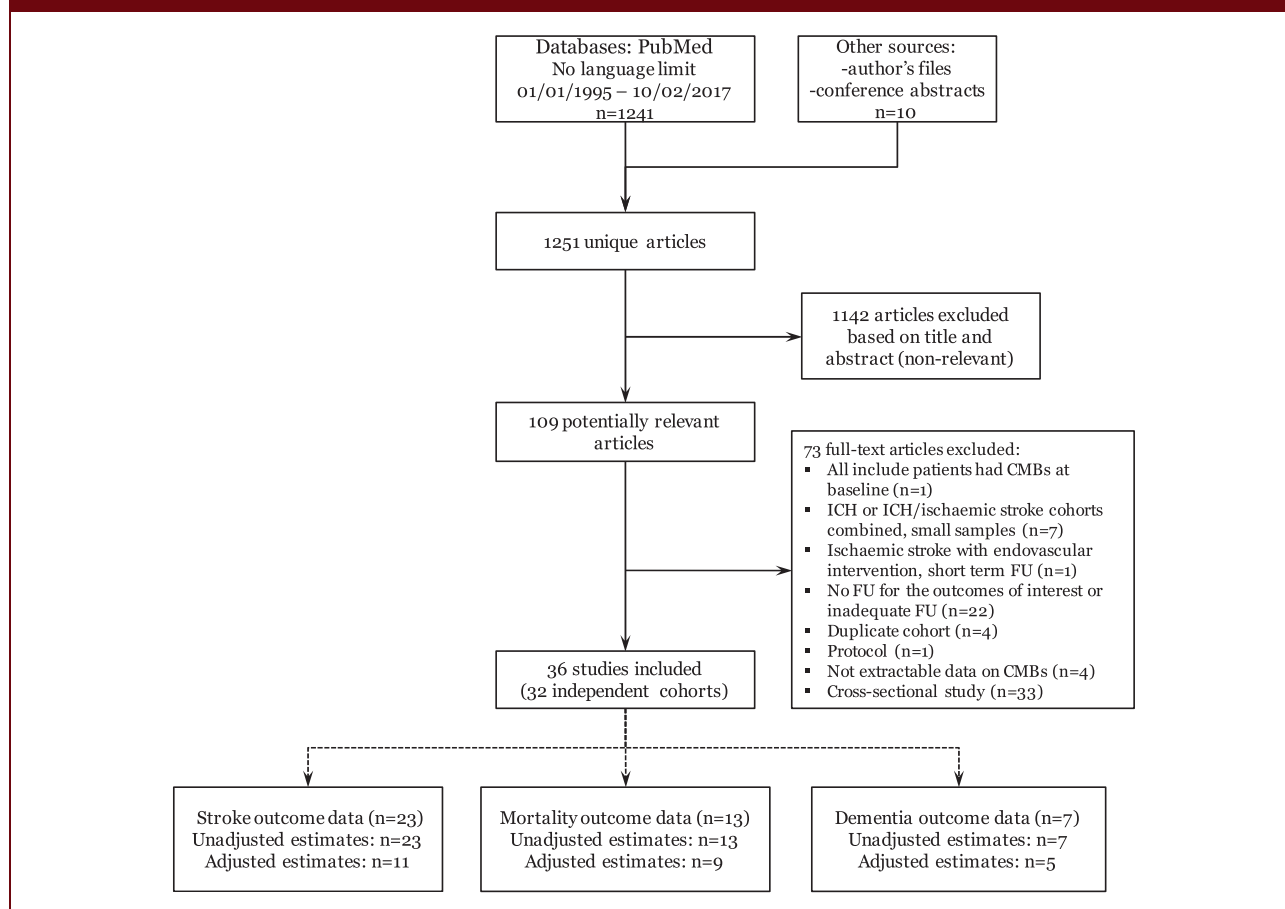 Databases: PubMed
No language limit
01/01/1995 – 10/02/2017
n=1241
Other sources:
-author's files
-conference abstracts
n=10
1251 unique articles
1142 articles excluded
based on title and
abstract (non-relevant)
109 potentially relevant
articles
73 full-text articles excluded:
▪ All include patients had CMBs at
baseline (n=1)
▪ ICH or ICH/ischaemic stroke cohorts
combined, small samples (n=7)
▪ Ischaemic stroke with endovascular
intervention, short term FU (n=1)
▪ No FU for the outcomes of interest or
inadequate FU (n=22)
▪ Duplicate cohort (n=4)
▪ Protocol (n=1)
▪ Not extractable data on CMBs (n=4)
▪ Cross-sectional study (n=33)
36 studies included
(32 independent cohorts)
Stroke outcome data (n=23)
Unadjusted estimates: n=23
Adjusted estimates: n=11
Mortality outcome data (n=13)
Unadjusted estimates: n=13
Adjusted estimates: n=9
Dementia outcome data (n=7)
Unadjusted estimates: n=7
Adjusted estimates: n=5